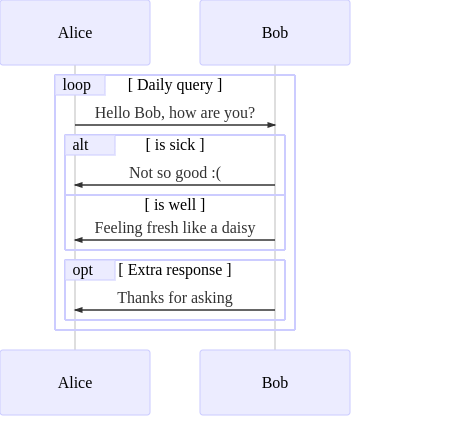 Alice Bob
loop [ Daily query ]
Hello Bob, how are you?
alt [ is sick ]
Not so good :(
[ is well ]
Feeling fresh like a daisy
opt [ Extra response ]
Thanks for asking
Alice Bob